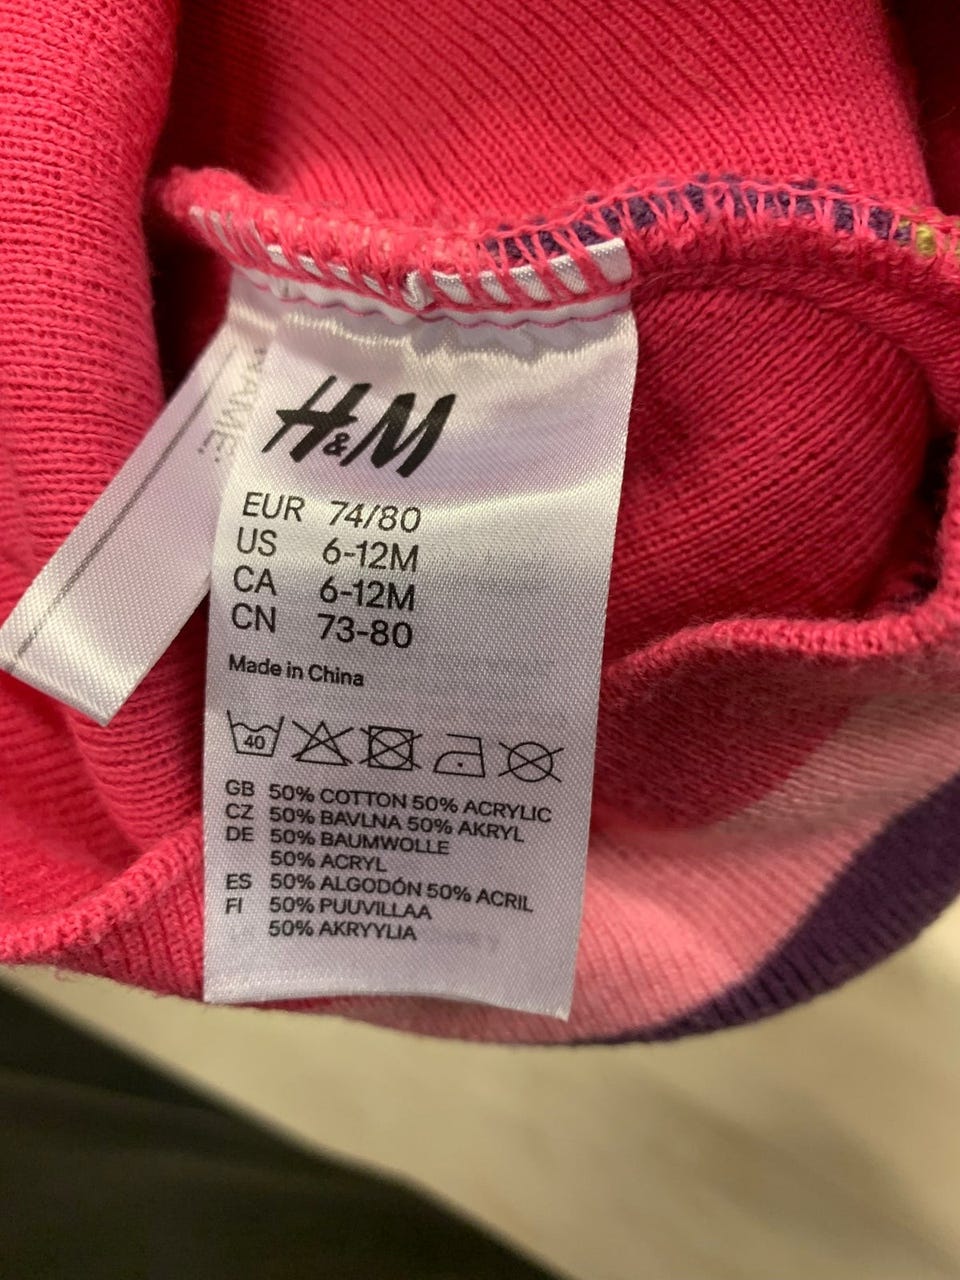 NAME:
H&M
EUR 74/80
US 6-12M
CA 6-12M
CN 73-80
Made in China
40
GB 50% COTTON 50% ACRYLIC
CZ 50% BAVLNA 50% AKRYL
DE 50% BAUMWOLLE
50% ACRYL
ES 50% ALGODÓN 50% ACRIL
FI 50% PUUVILLAA
50% AKRYYLIA